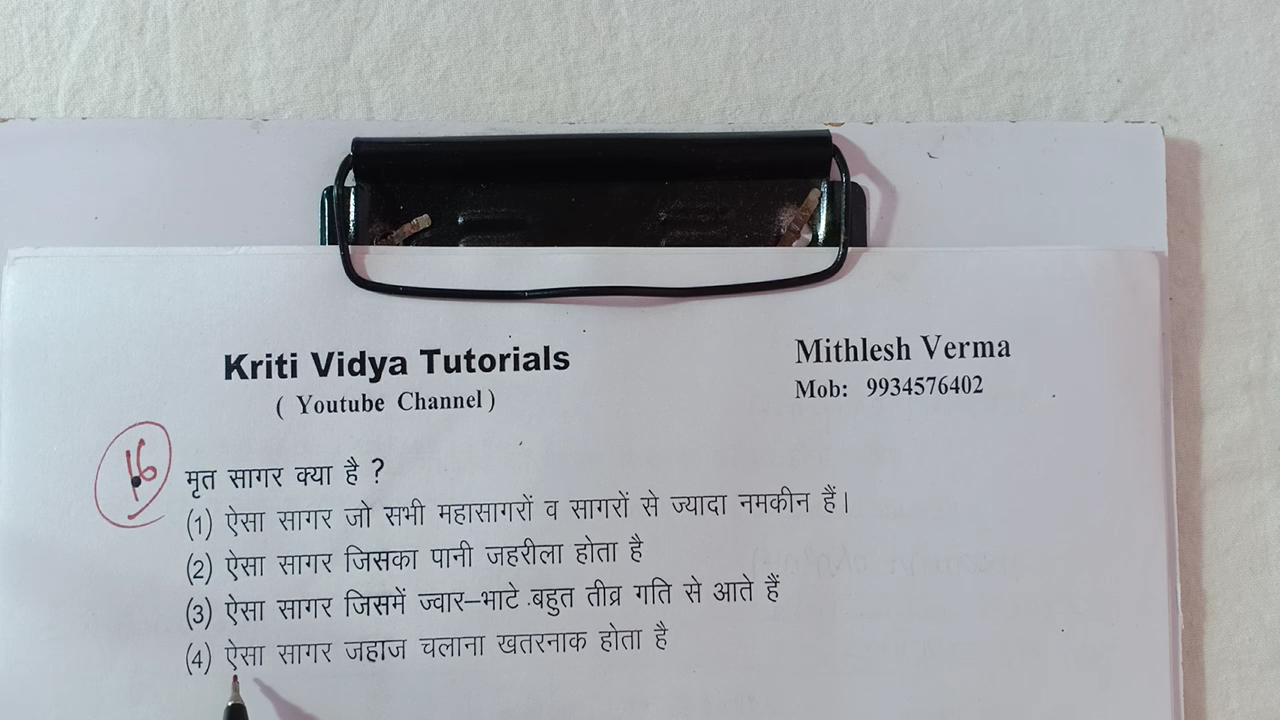 Kriti Vidya Tutorials
( Youtube Channel )
Mithlesh Verma
Mob: 9934576402
16
मृत सागर क्या है ?
(1) ऐसा सागर जो सभी महासागरों व सागरों से ज्यादा नमकीन हैं।
(2) ऐसा सागर जिसका पानी जहरीला होता है
(3) ऐसा सागर जिसमें ज्वार–भाटे बहुत तीव्र गति से आते हैं
(4) ऐसा सागर जहाज चलाना खतरनाक होता है